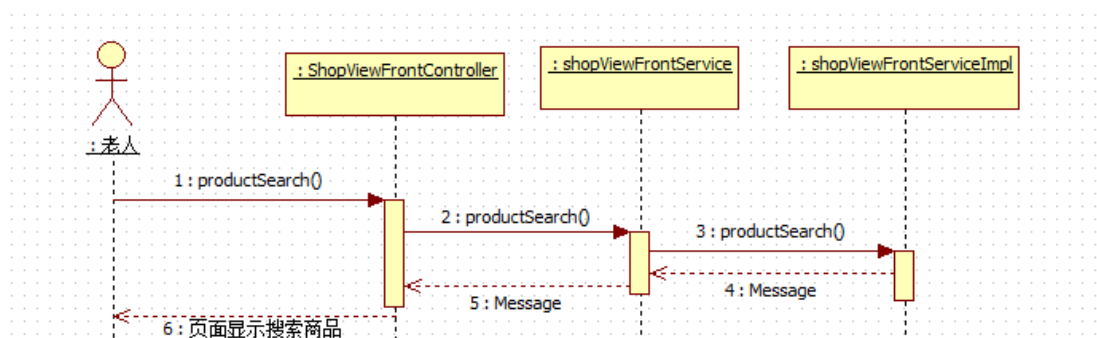 : ShopViewFrontController
: shopViewFrontService
: shopViewFrontServiceImpl
: 老人
1 : productSearch()
2 : productSearch()
3 : productSearch()
4 : Message
5 : Message
6 : 页面显示搜索商品